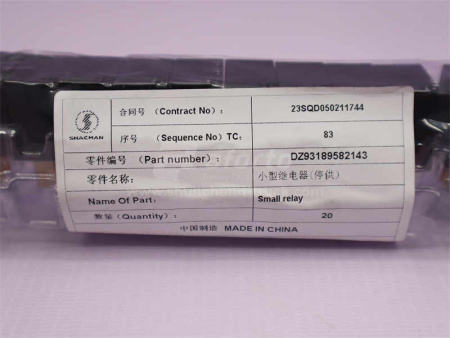 SHACMAN
合同号 (Contract No): 23SQD050211744
序号 (Sequence No) TC: 83
零件编号 (Part number): DZ93189582143
零件名称: 小型继电器(停供)
Name Of Part: Small relay
数量 (Quantity): 20
中国制造 MADE IN CHINA